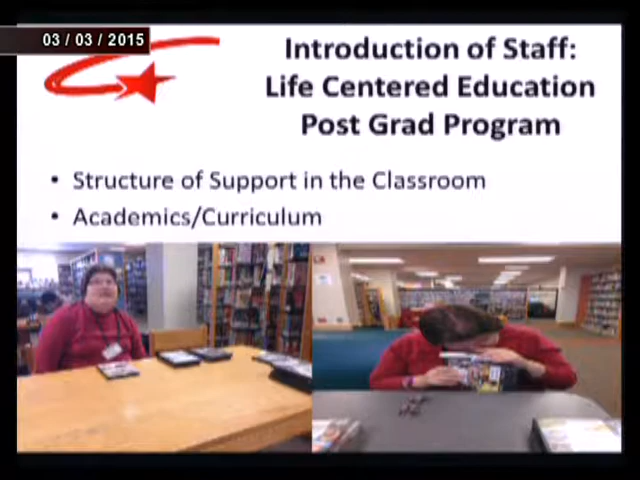 03 / 03 / 2015
Introduction of Staff:
Life Centered Education
Post Grad Program
• Structure of Support in the Classroom
• Academics/Curriculum